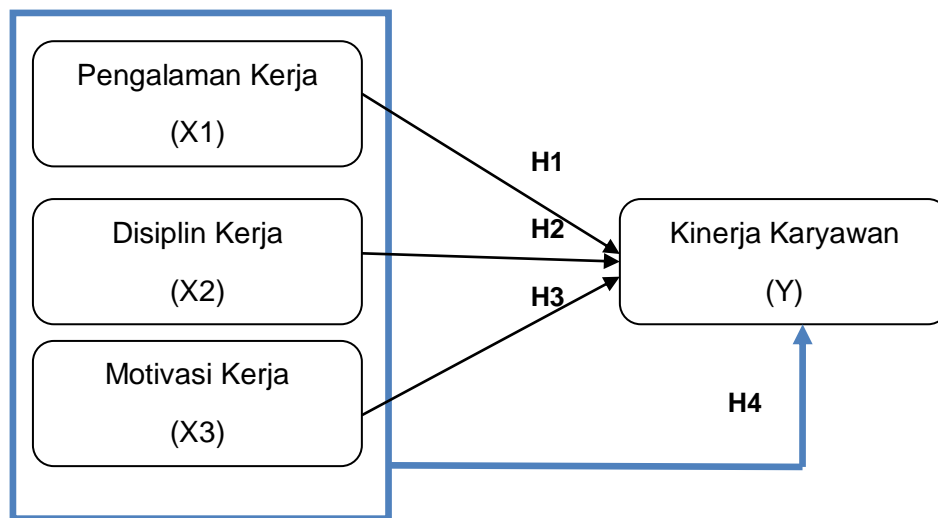 Pengalaman Kerja
(X1)
H1
Disiplin Kerja
(X2)
H2
Kinerja Karyawan
(Y)
H3
Motivasi Kerja
(X3)
H4